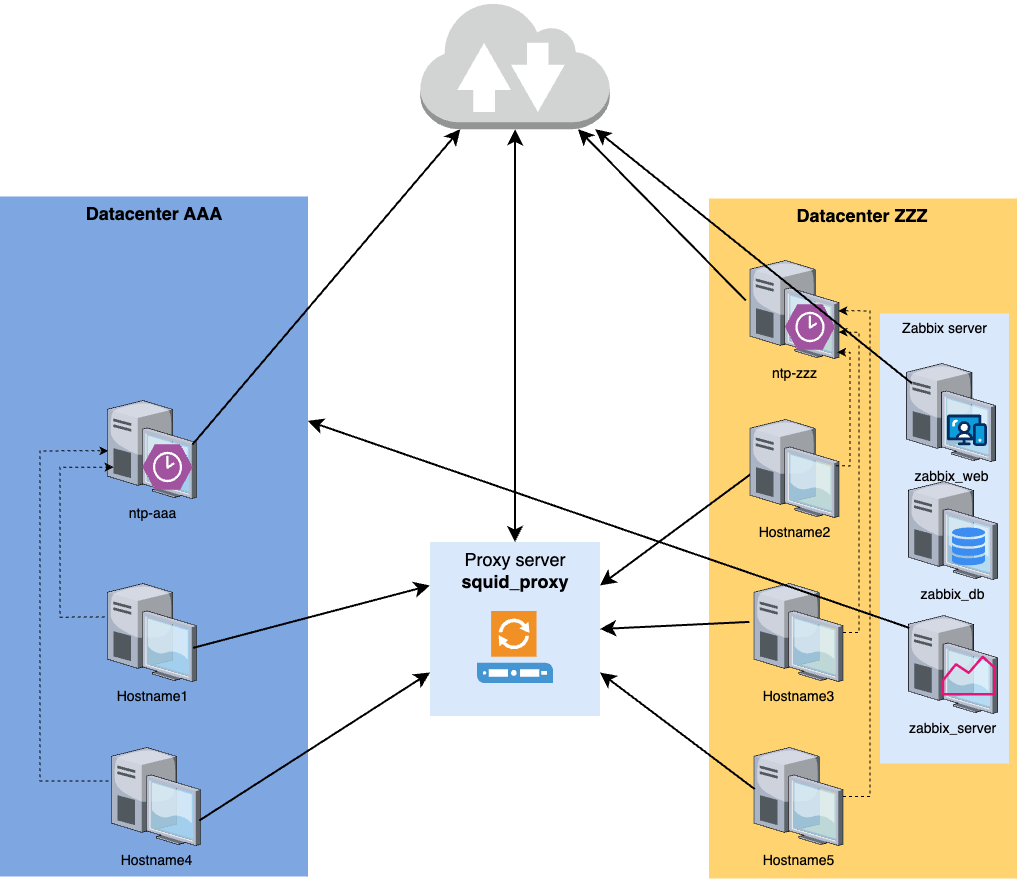 Datacenter AAA
Datacenter ZZZ
Zabbix server
ntp-zzz
zabbix_web
ntp-aaa
Hostname2
Proxy server
squid_proxy
zabbix_db
Hostname1
Hostname3
zabbix_server
Hostname4
Hostname5